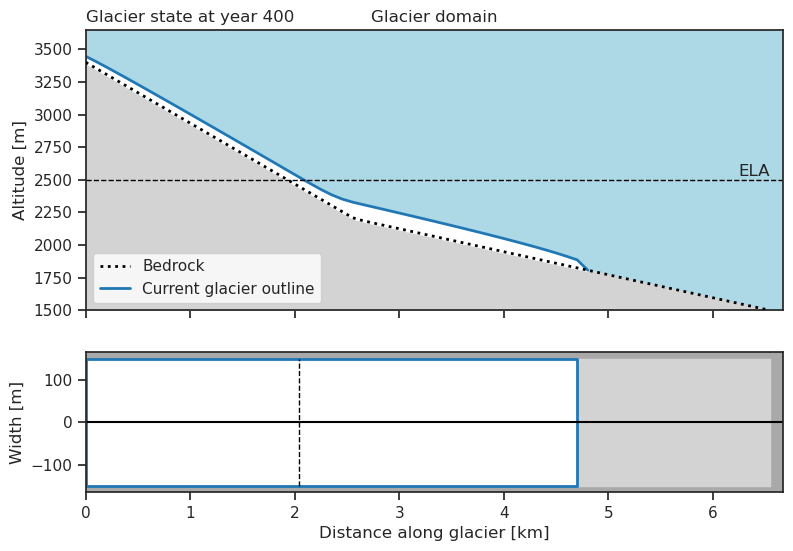 Glacier state at year 400 Glacier domain
3500
3250
3000
2750
2500
2250
2000
1750
1500
Altitude [m]
ELA
Bedrock
Current glacier outline
100
0
−100
Width [m]
0 1 2 3 4 5 6
Distance along glacier [km]